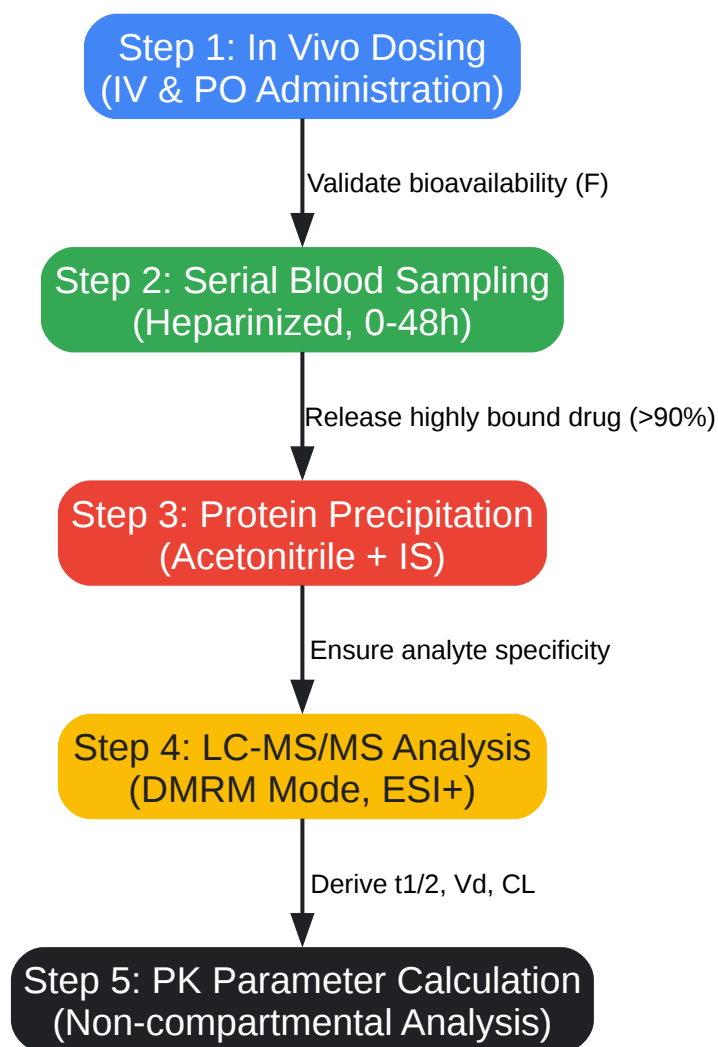 Step 1: In Vivo Dosing
(IV & PO Administration)
Validate bioavailability (F)
Step 2: Serial Blood Sampling
(Heparinized, 0-48h)
Release highly bound drug (>90%)
Step 3: Protein Precipitation
(Acetonitrile + IS)
Ensure analyte specificity
Step 4: LC-MS/MS Analysis
(DMRM Mode, ESI+)
Derive t1/2, Vd, CL
Step 5: PK Parameter Calculation
(Non-compartmental Analysis)